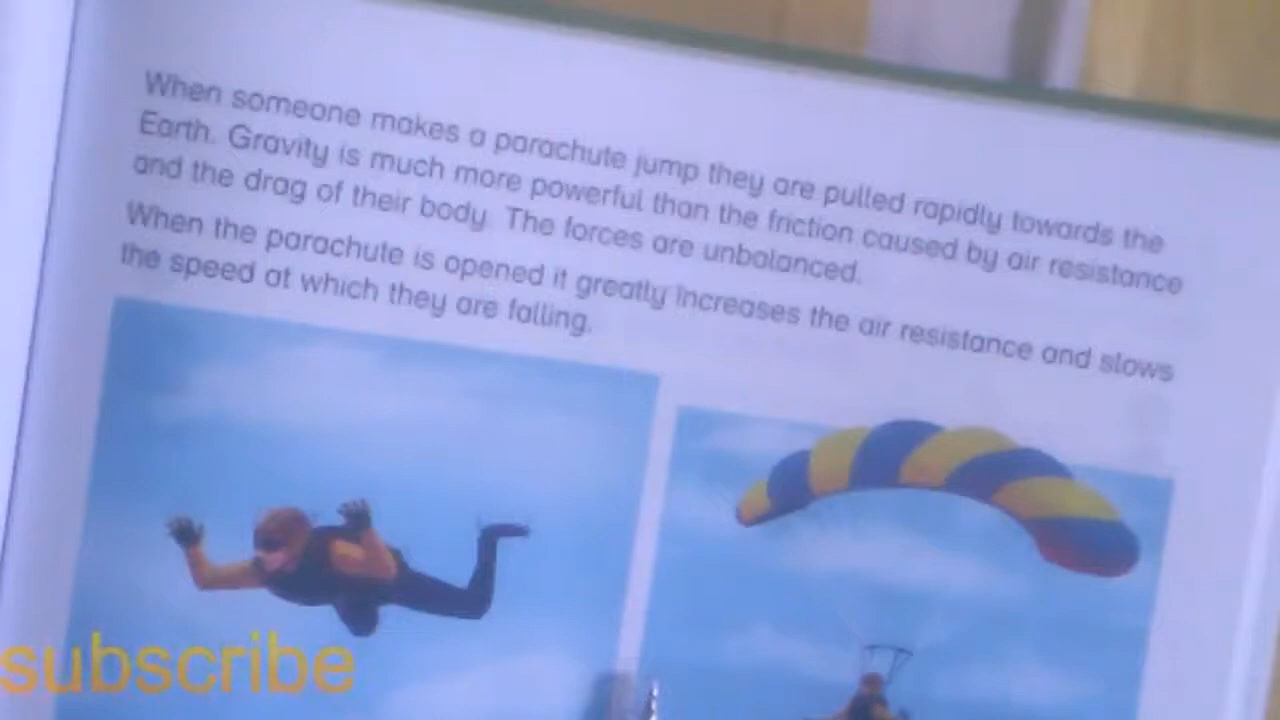 When someone makes a parachute jump they are pulled rapidly towards the
Earth. Gravity is much more powerful than the friction caused by air resistance
and the drag of their body. The forces are unbalanced.
When the parachute is opened it greatly increases the air resistance and slows
the speed at which they are falling.
subscribe